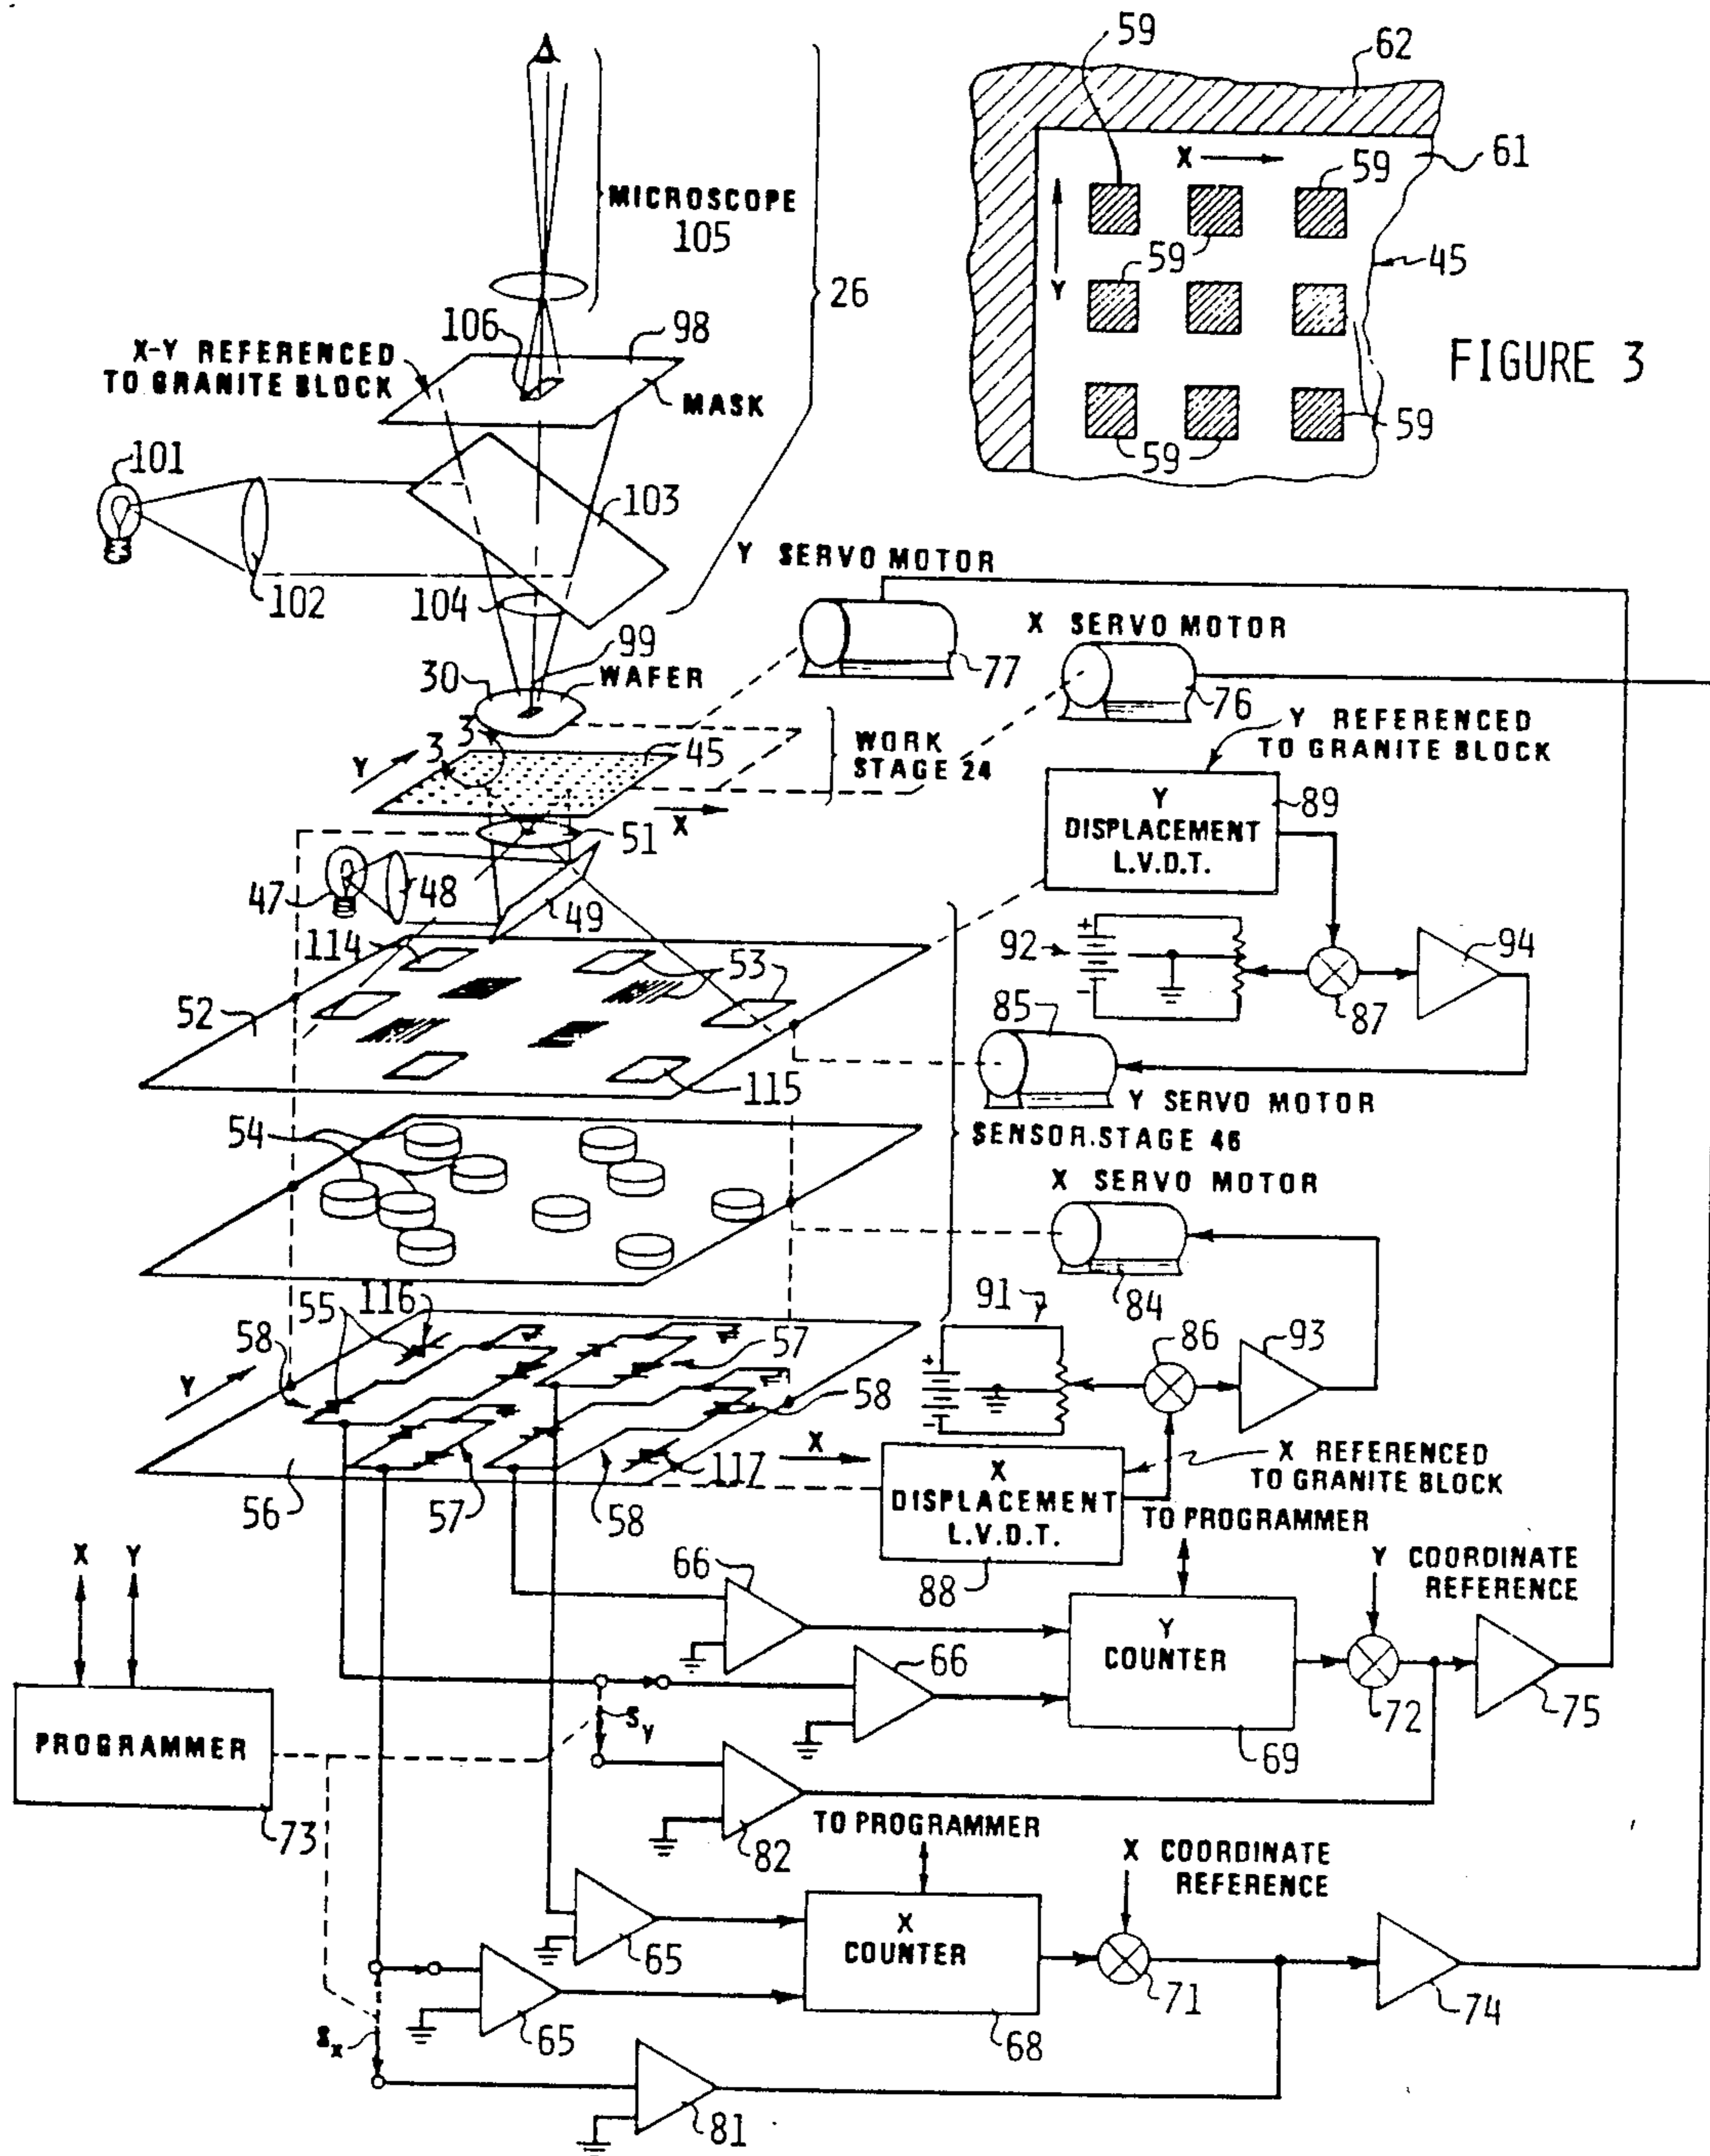 59
62
X
61
59
59
59
45
Y
59
59
59
FIGURE 3
MICROSCOPE
105
26
106
98
X-Y REFERENCED
TO GRANITE BLOCK
MASK
101
103
102
104
Y SERVO MOTOR
77
X SERVO MOTOR
76
99
30
WAFER
3
3
45
WORK
STAGE 24
Y
X
51
Y REFERENCED
TO GRANITE BLOCK
Y
DISPLACEMENT
L.V.D.T.
89
47
48
49
114
53
52
115
92
+
-
87
94
85
Y SERVO MOTOR
54
SENSOR STAGE 46
X SERVO MOTOR
84
55
116
58
57
Y
58
91
+
-
86
93
117
X
56
57
58
X
DISPLACEMENT
L.V.D.T.
88
X REFERENCED
TO GRANITE BLOCK
TO PROGRAMMER
X Y
66
Y
COUNTER
69
Y COORDINATE
REFERENCE
72
75
66
Sy
PROGRAMMER
73
82
TO PROGRAMMER
X COORDINATE
REFERENCE
65
X
COUNTER
68
71
74
65
Sx
81